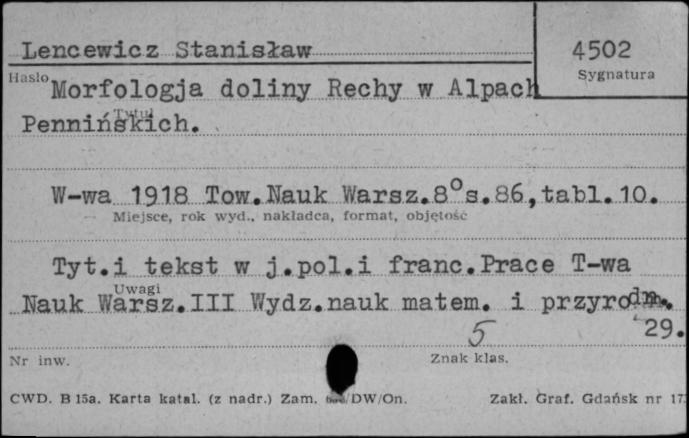 Lencewicz Stanisław
4502
Hasło
Sygnatura
Morfologja doliny Rechy w Alpach
Tytuł
Pennińskich.
W-wa 1918 Tow.Nauk Warsz.8°s.86,tabl.10.
Miejsce, rok wyd., nakładca, format, objętość
Tyt.i tekst w j.pol.i franc.Prace T-wa
Uwagi
Nauk Warsz.III Wydz.nauk matem. i przyrodn.
5 29.
Nr inw.
Znak klas.
CWD. B 15a. Karta katal. (z nadr.) Zam. /DW/On. Zakł. Graf. Gdańsk nr 17